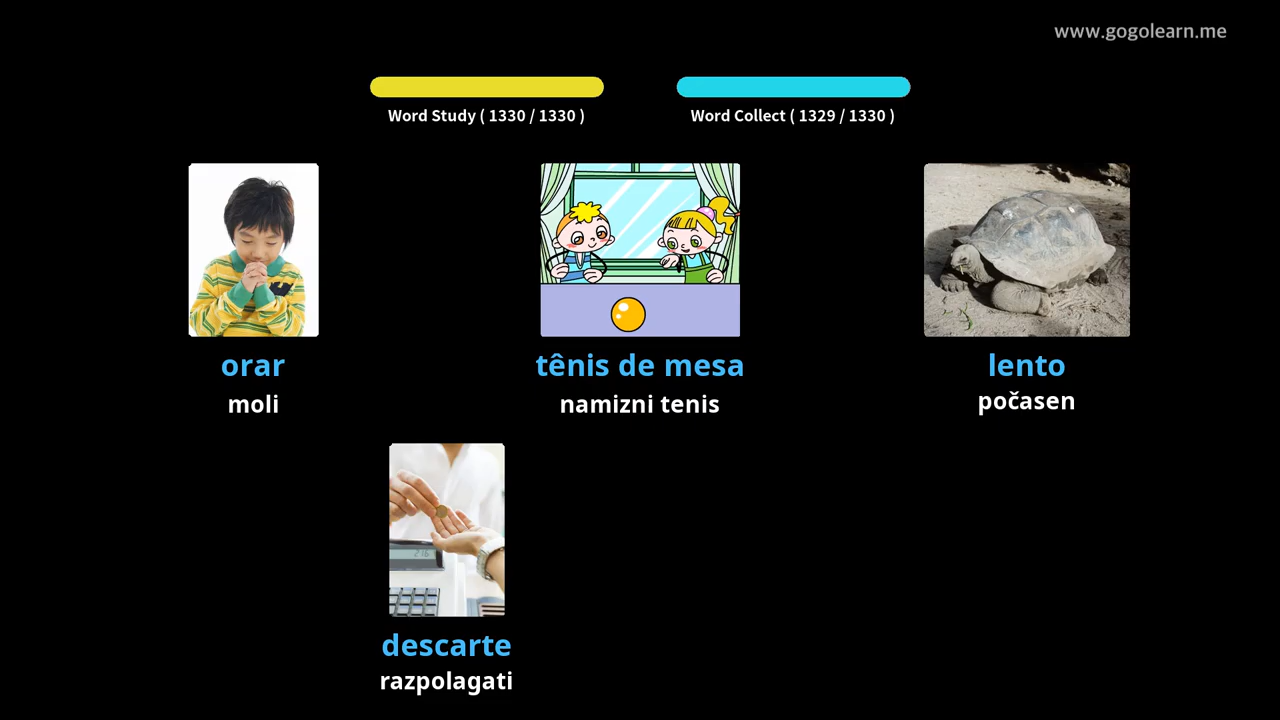 www.gogolearn.me
Word Study ( 1330 / 1330 )
Word Collect ( 1329 / 1330 )
orar
moli
tênis de mesa
namizni tenis
lento
počasen
216
descarte
razpolagati